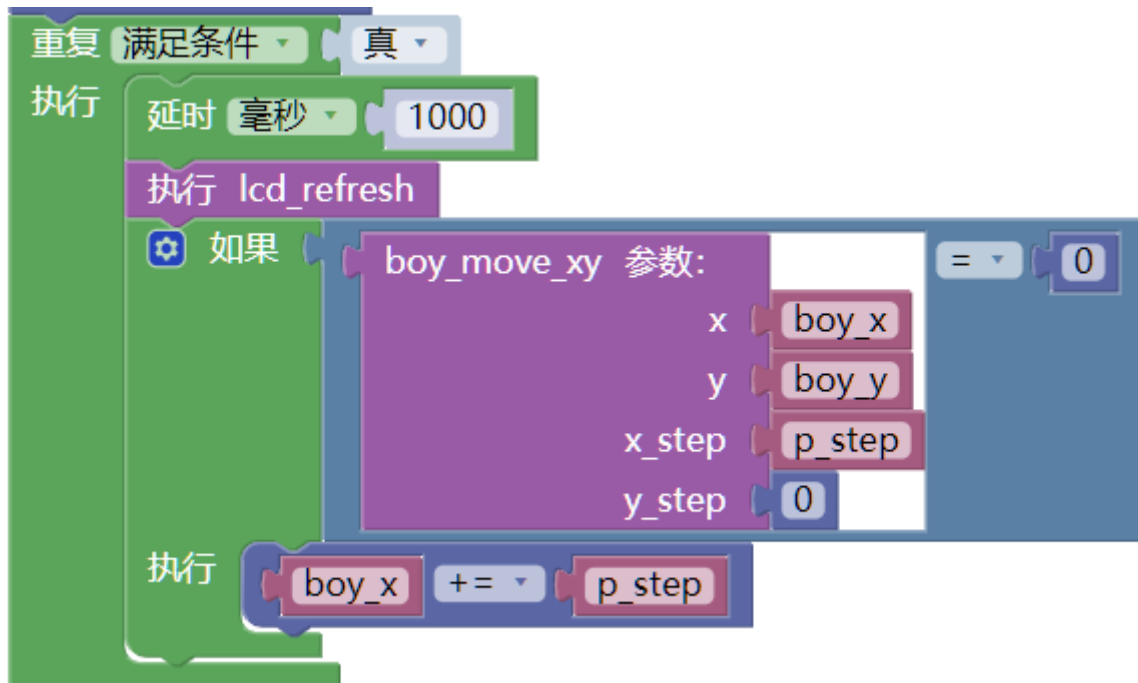 重复 满足条件 真
执行 延时 毫秒 1000
执行 lcd_refresh
如果 boy_move_xy 参数: = 0
x boy_x
y boy_y
x_step p_step
y_step 0
执行 boy_x += p_step